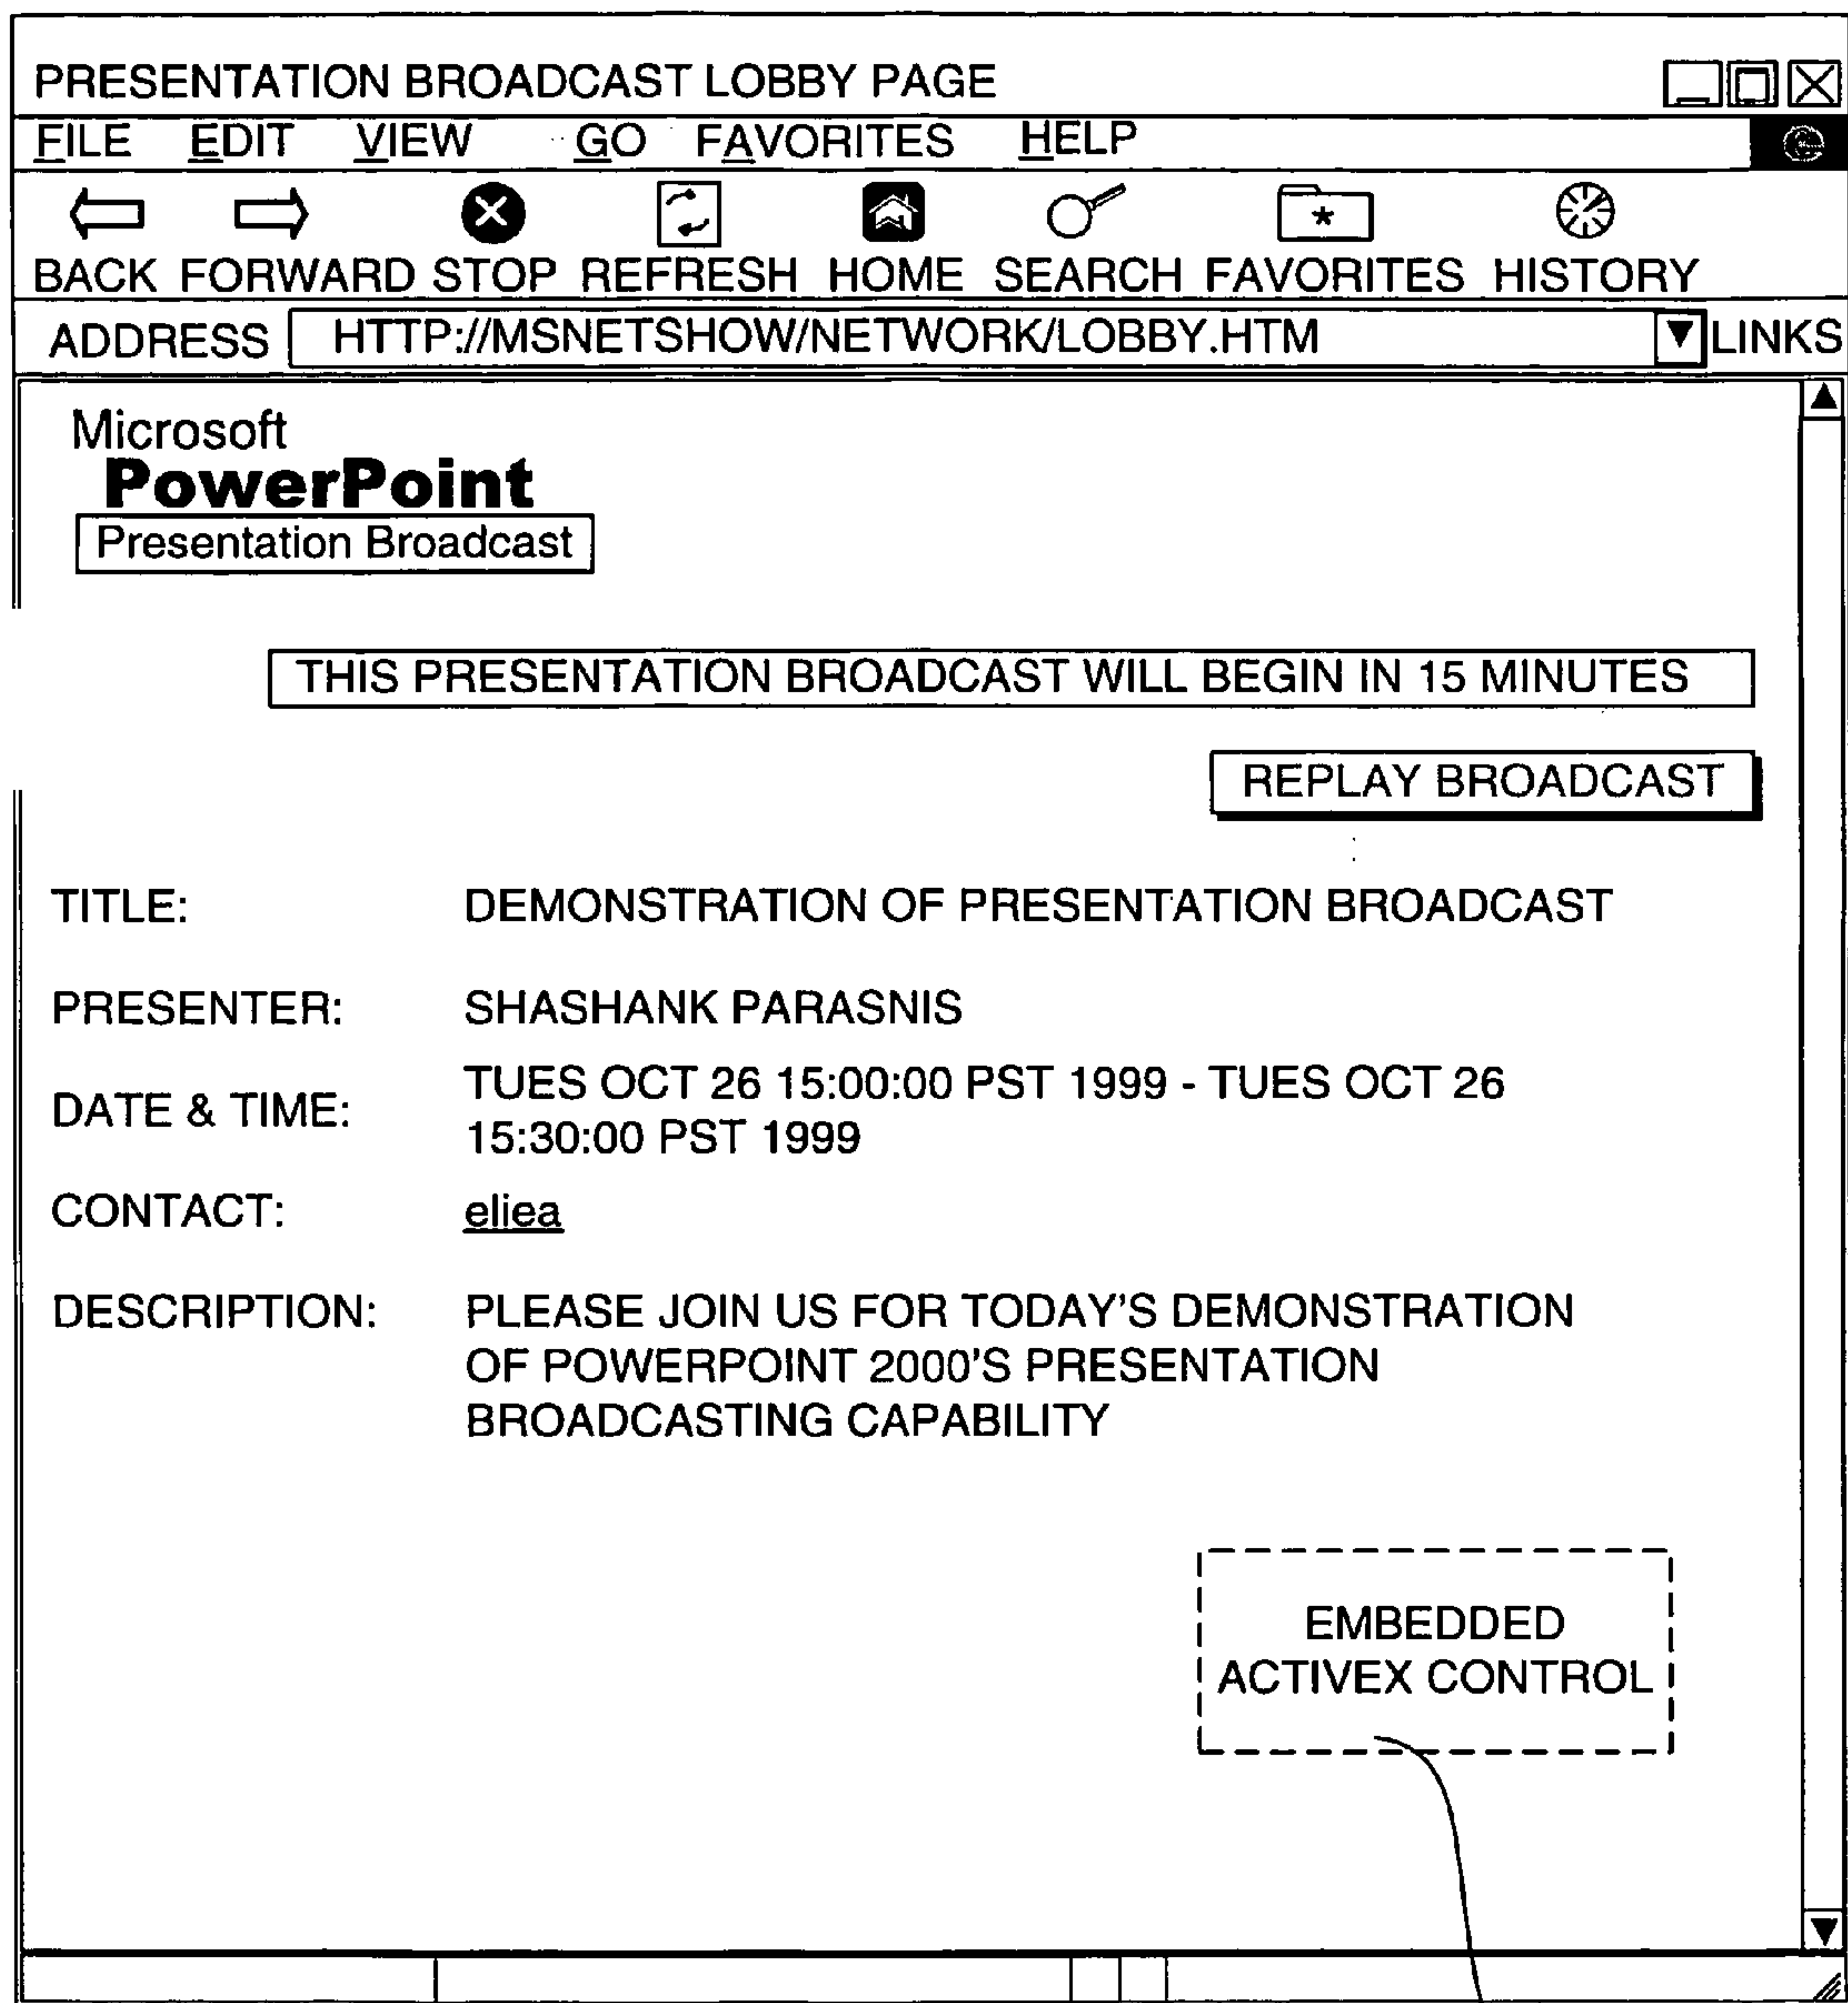 PRESENTATION BROADCAST LOBBY PAGE
FILE EDIT VIEW GO FAVORITES HELP
BACK FORWARD STOP REFRESH HOME SEARCH FAVORITES HISTORY
ADDRESS HTTP://MSNETSHOW/NETWORK/LOBBY.HTM LINKS
Microsoft
PowerPoint
Presentation Broadcast
THIS PRESENTATION BROADCAST WILL BEGIN IN 15 MINUTES
REPLAY BROADCAST
TITLE: DEMONSTRATION OF PRESENTATION BROADCAST
PRESENTER: SHASHANK PARASNIS
DATE & TIME: TUES OCT 26 15:00:00 PST 1999 - TUES OCT 26
15:30:00 PST 1999
CONTACT: eliea
DESCRIPTION: PLEASE JOIN US FOR TODAY'S DEMONSTRATION
OF POWERPOINT 2000'S PRESENTATION
BROADCASTING CAPABILITY
EMBEDDED
ACTIVEX CONTROL